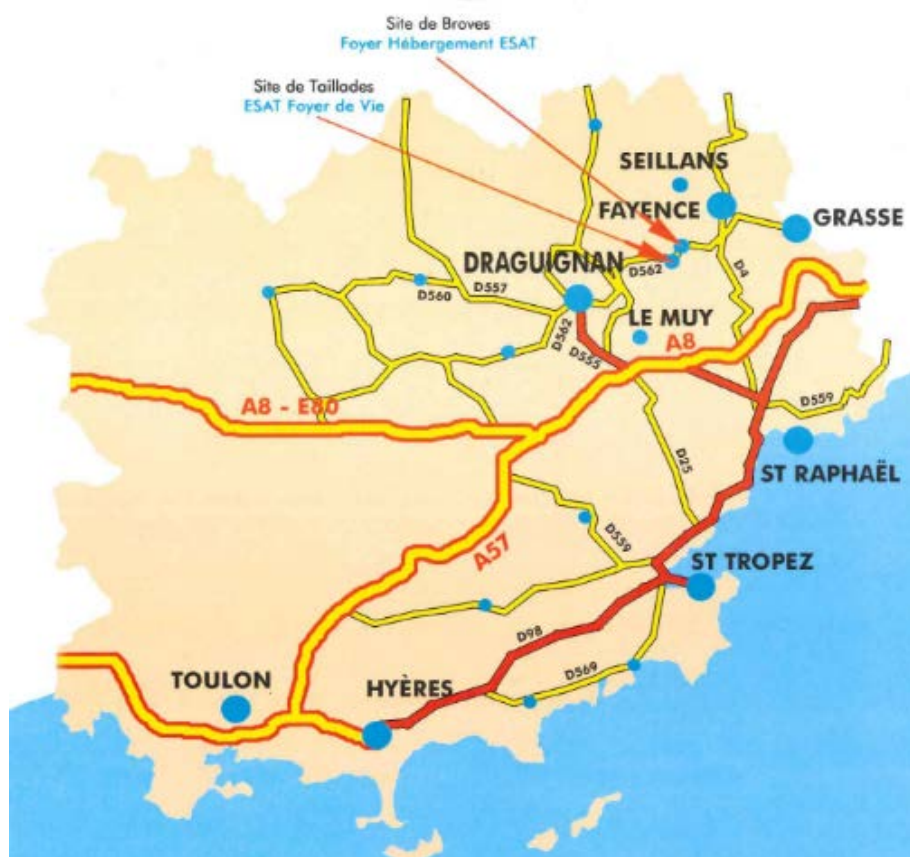 Site de Broves
Foyer Hébergement ESAT
Site de Taillades
ESAT Foyer de Vie
SEILLANS
FAYENCE
GRASSE
DRAGUIGNAN
D562
D4
D560
D557
D562
LE MUY
D555
A8
A8 - E80
D559
D25
ST RAPHAËL
A57
D559
ST TROPEZ
D98
D569
TOULON
HYÈRES